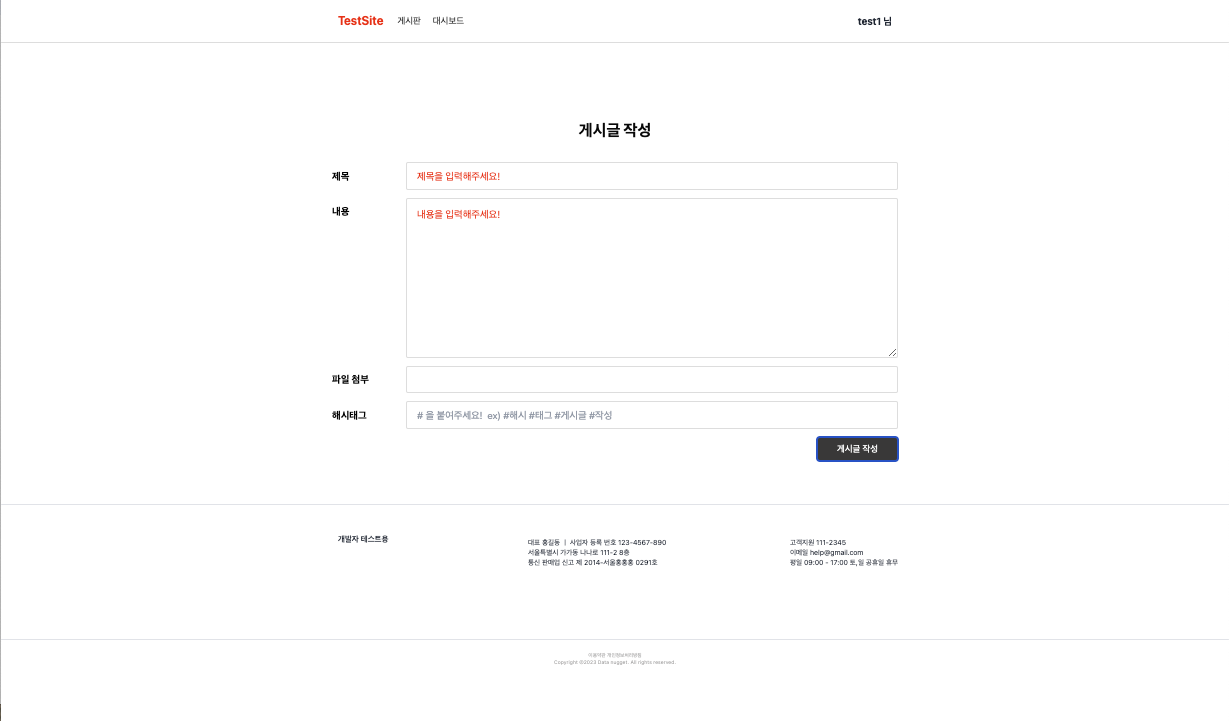 TestSite 게시판 대시보드 test1 님
게시글 작성
제목 제목을 입력해주세요!
내용 내용을 입력해주세요!
파일 첨부
해시태그 # 을 붙어주세요! ex) #해시 #태그 #게시글 #작성
게시글 작성
개발자 테스트용
대표 홍길동 ㅣ 사업자 등록 번호 123-4567-890
서울특별시 가가동 나나로 111-2 8층
통신 판매업 신고 제 2014-서울홍홍홍 0291호
고객지원 111-2345
이메일 help@gmail.com
평일 09:00 - 17:00 토,일 공휴일 휴무
이용약관 개인정보처리방침
Copyright ©2023 Data nugget. All rights reserved.